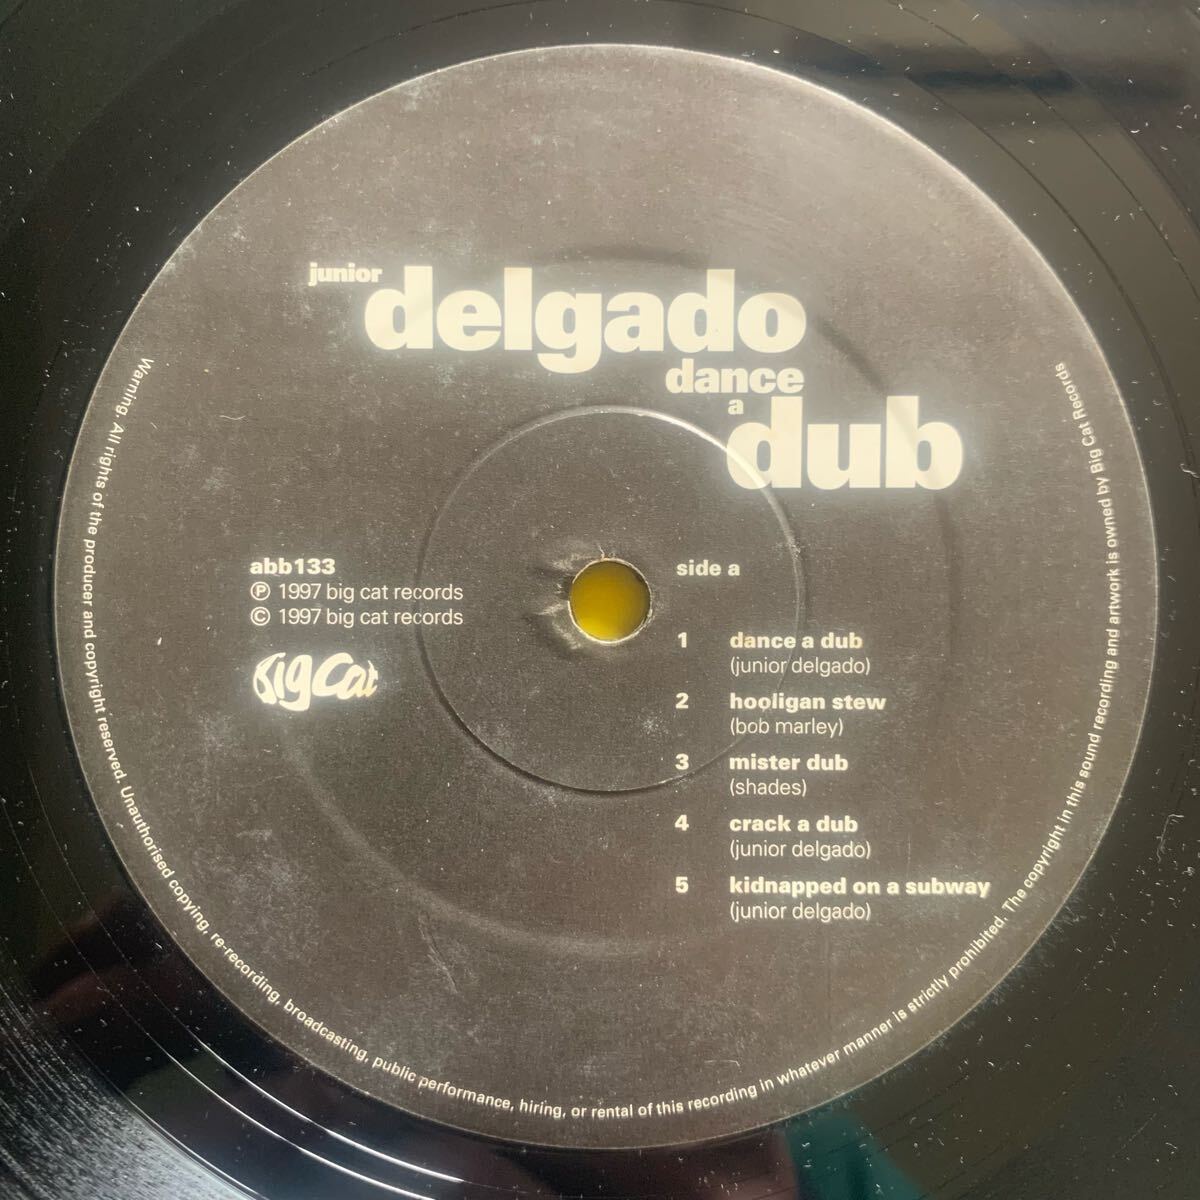 junior
delgado
dance
a
dub
abb133
℗ 1997 big cat records
© 1997 big cat records
Big Cat
side a
1 dance a dub
(junior delgado)
2 hooligan stew
(bob marley)
3 mister dub
(shades)
4 crack a dub
(junior delgado)
5 kidnapped on a subway
(junior delgado)
Warning. All rights of the producer and copyright reserved. Unauthorised copying, re-recording, broadcasting, public performance, hiring, or rental of this recording in whatever manner is strictly prohibited. The copyright in this sound recording and artwork is owned by Big Cat Records